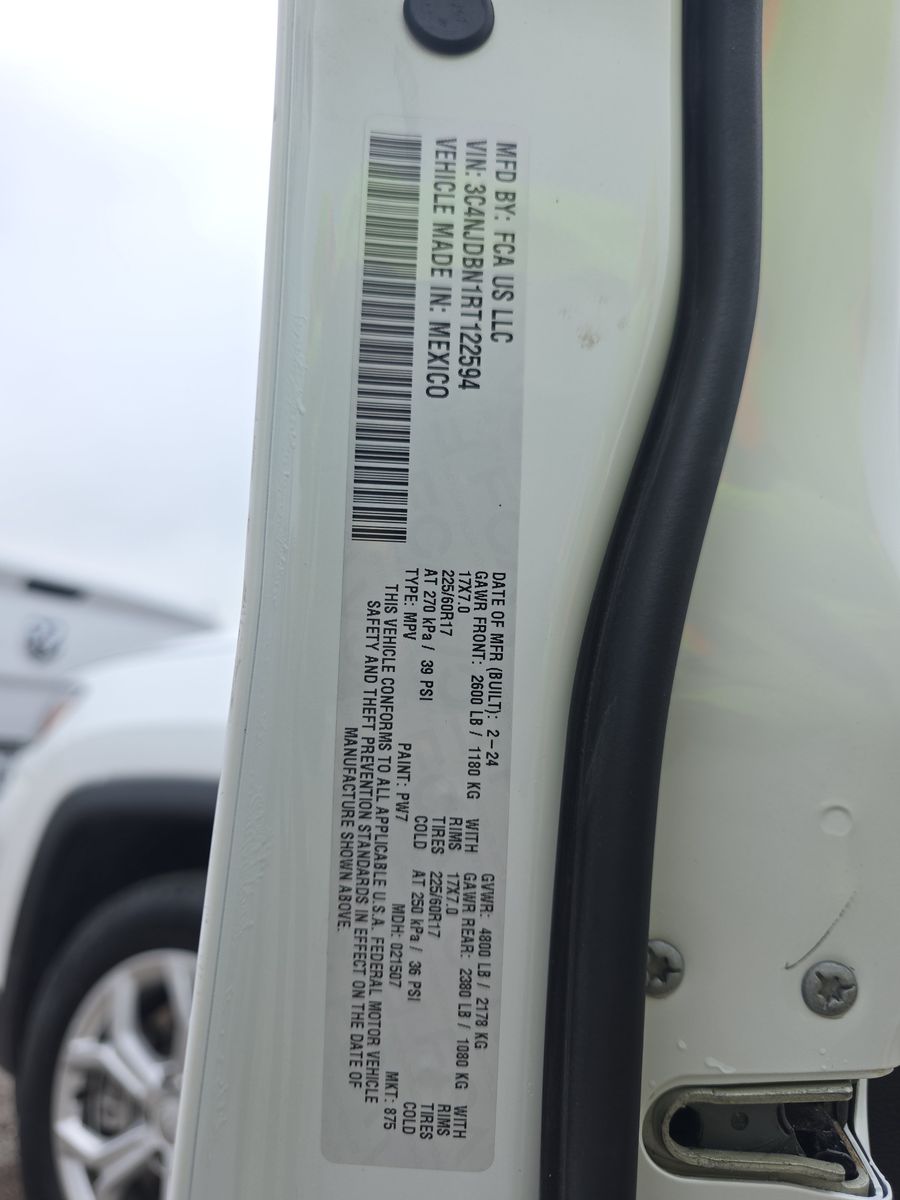 MFD BY: FCA US LLC
VIN: 3C4NJDBN1RT122594
VEHICLE MADE IN: MEXICO
DATE OF MFR (BUILT): 2-24 GVWR: 4800 LB / 2178 KG
GAWR FRONT: 2600 LB / 1180 KG WITH GAWR REAR: 2380 LB / 1080 KG WITH
17X7.0 RIMS 17X7.0 RIMS
225/60R17 TIRES 225/60R17 TIRES
AT 270 kPa / 39 PSI COLD AT 250 kPa / 36 PSI COLD
TYPE: MPV PAINT: PW7 MDH: 021507 MKT: 875
THIS VEHICLE CONFORMS TO ALL APPLICABLE U.S.A. FEDERAL MOTOR VEHICLE
SAFETY AND THEFT PREVENTION STANDARDS IN EFFECT ON THE DATE OF
MANUFACTURE SHOWN ABOVE.